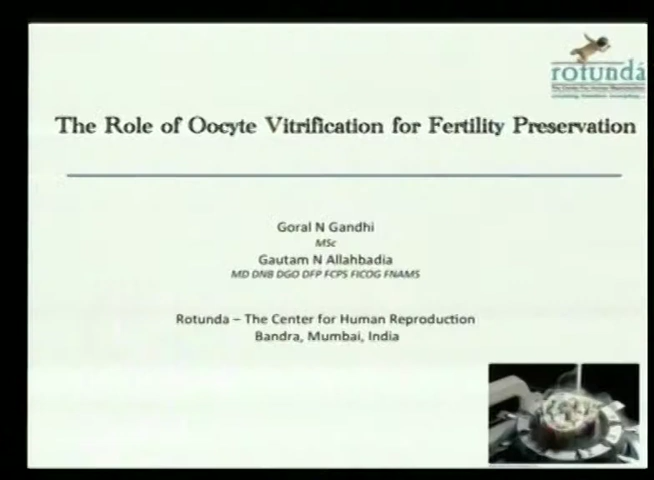 rotunda
The Role of Oocyte Vitrification for Fertility Preservation
Goral N Gandhi
MSc
Gautam N Allahbadia
MD DNB DGO DFP FCPS FICOG FNAMS
Rotunda – The Center for Human Reproduction
Bandra, Mumbai, India